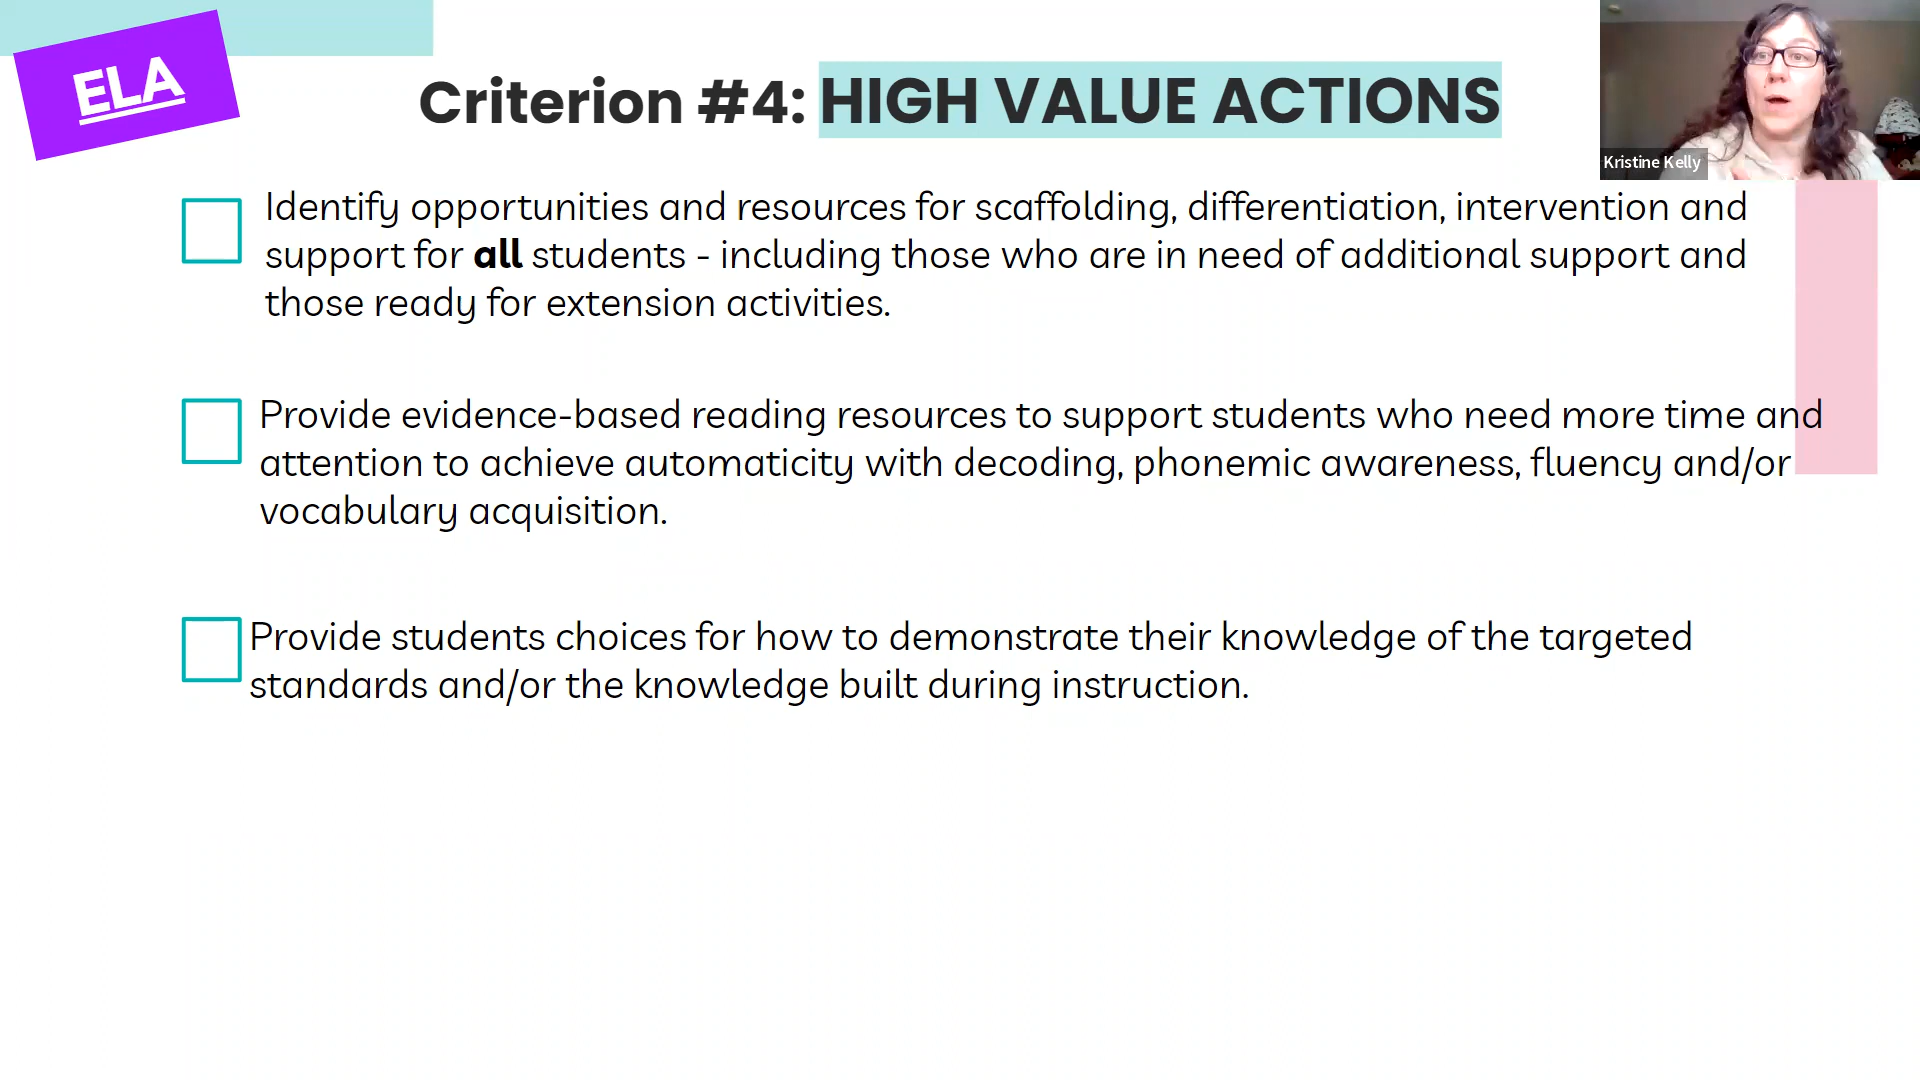 ELA
Criterion #4: HIGH VALUE ACTIONS
Kristine Kelly
Identify opportunities and resources for scaffolding, differentiation, intervention and
support for all students - including those who are in need of additional support and
those ready for extension activities.
Provide evidence-based reading resources to support students who need more time and
attention to achieve automaticity with decoding, phonemic awareness, fluency and/or
vocabulary acquisition.
Provide students choices for how to demonstrate their knowledge of the targeted
standards and/or the knowledge built during instruction.